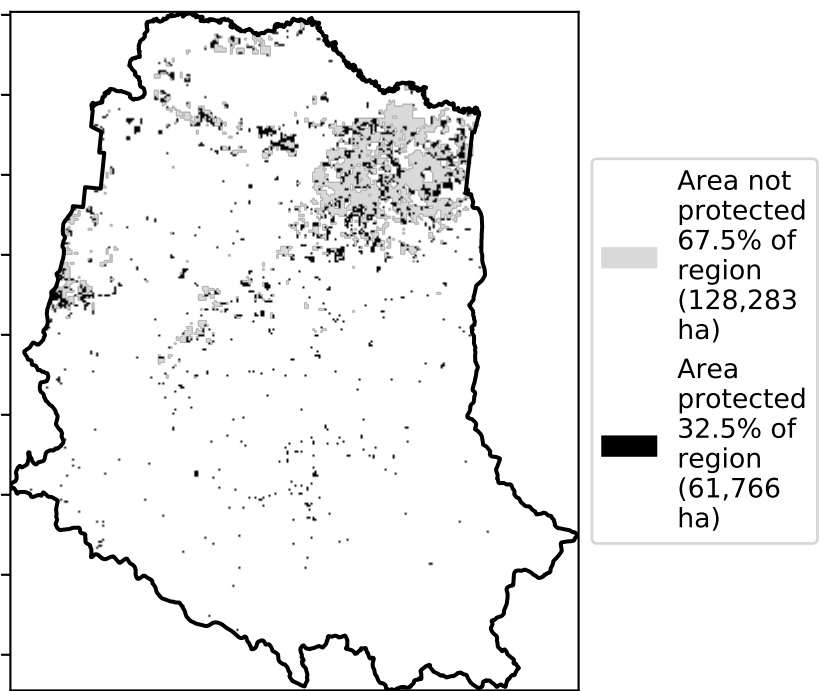 Area not
protected
67.5% of
region
(128,283
ha)
Area
protected
32.5% of
region
(61,766
ha)